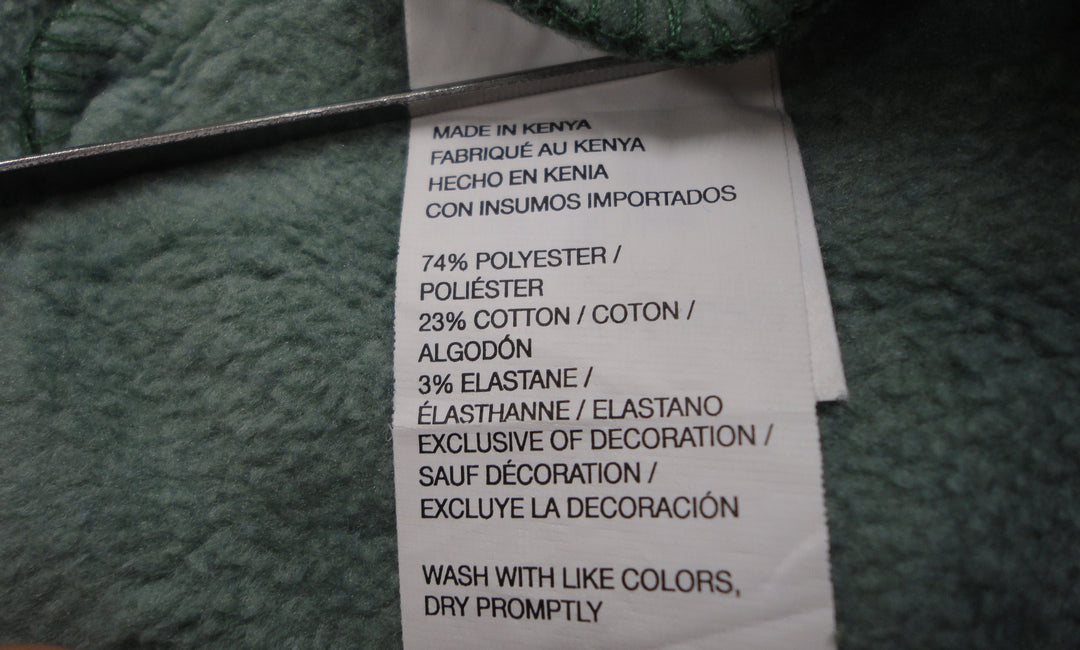 MADE IN KENYA
FABRIQUÉ AU KENYA
HECHO EN KENIA
CON INSUMOS IMPORTADOS
74% POLYESTER /
POLIÉSTER
23% COTTON / COTON /
ALGODÓN
3% ELASTANE /
ÉLASTHANNE / ELASTANO
EXCLUSIVE OF DECORATION /
SAUF DÉCORATION /
EXCLUYE LA DECORACIÓN
WASH WITH LIKE COLORS,
DRY PROMPTLY